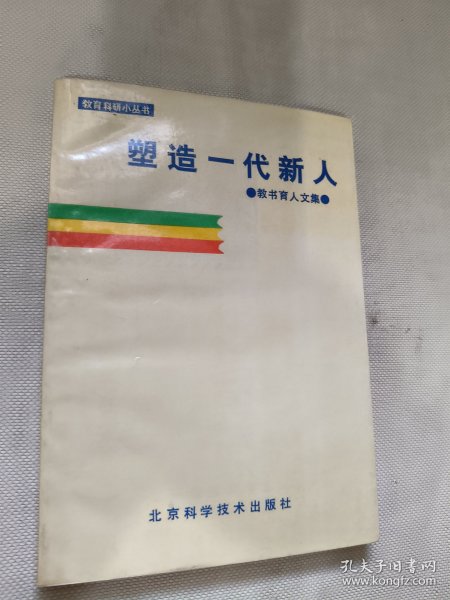 教育科研小丛书
塑造一代新人
●教书育人文集●
北京科学技术出版社
孔夫子旧书网
www.kongfz.com